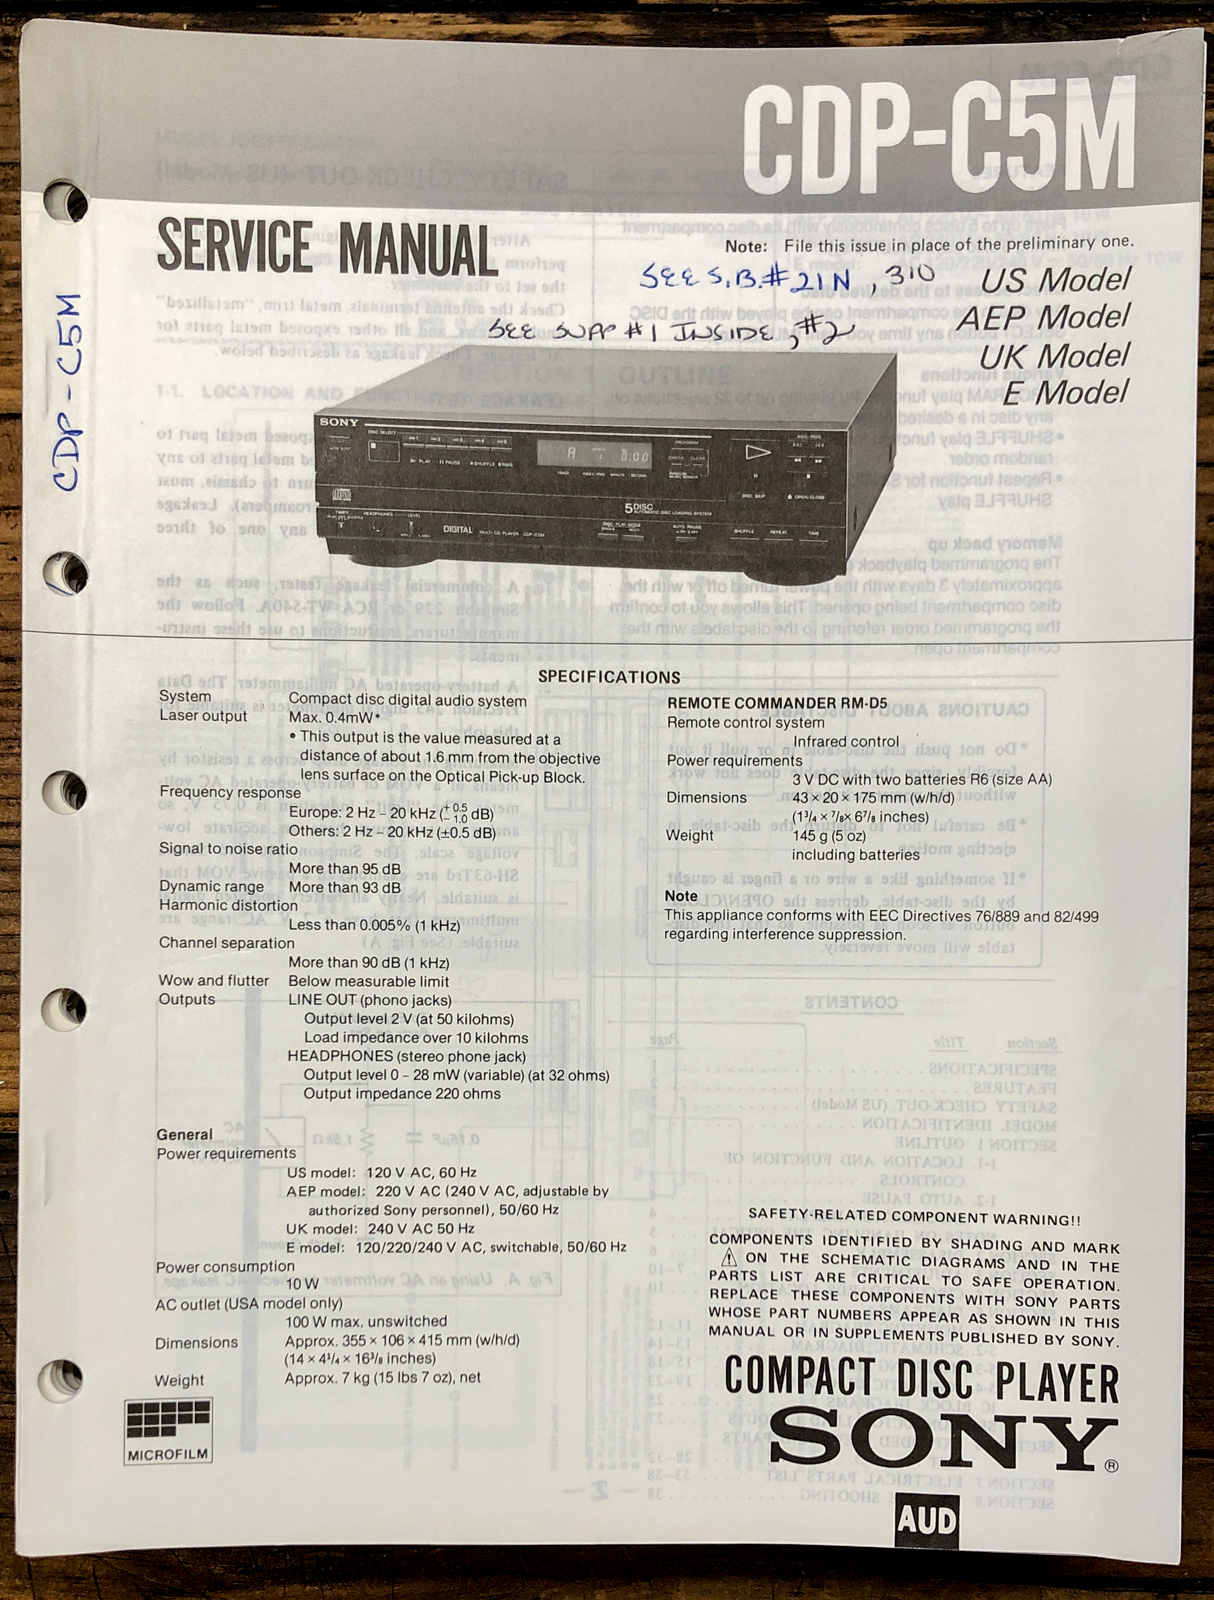 CDP-C5M
SERVICE MANUAL
Note: File this issue in place of the preliminary one.
SEE S.B.#21N, 310
SEE SUPP #1 INSIDE, #2
US Model
AEP Model
UK Model
E Model
CDP-C5M
SONY
5 DISC
DIGITAL
SPECIFICATIONS
System Compact disc digital audio system
Laser output Max. 0.4mW*
• This output is the value measured at a
distance of about 1.6 mm from the objective
lens surface on the Optical Pick-up Block.
Frequency response
Europe: 2 Hz – 20 kHz (+0.5 −1.0 dB)
Others: 2 Hz – 20 kHz (±0.5 dB)
Signal to noise ratio
More than 95 dB
Dynamic range More than 93 dB
Harmonic distortion
Less than 0.005% (1 kHz)
Channel separation
More than 90 dB (1 kHz)
Wow and flutter Below measurable limit
Outputs LINE OUT (phono jacks)
Output level 2 V (at 50 kilohms)
Load impedance over 10 kilohms
HEADPHONES (stereo phone jack)
Output level 0 – 28 mW (variable) (at 32 ohms)
Output impedance 220 ohms
General
Power requirements
US model: 120 V AC, 60 Hz
AEP model: 220 V AC (240 V AC, adjustable by
authorized Sony personnel), 50/60 Hz
UK model: 240 V AC 50 Hz
E model: 120/220/240 V AC, switchable, 50/60 Hz
Power consumption
10 W
AC outlet (USA model only)
100 W max. unswitched
Dimensions Approx. 355 × 106 × 415 mm (w/h/d)
(14 × 4 1/4 × 16 3/8 inches)
Weight Approx. 7 kg (15 lbs 7 oz), net
MICROFILM
REMOTE COMMANDER RM-D5
Remote control system
Infrared control
Power requirements
3 V DC with two batteries R6 (size AA)
Dimensions 43 × 20 × 175 mm (w/h/d)
(1 3/4 × 7/8 × 6 7/8 inches)
Weight 145 g (5 oz)
including batteries
Note
This appliance conforms with EEC Directives 76/889 and 82/499
regarding interference suppression.
SAFETY-RELATED COMPONENT WARNING!!
COMPONENTS IDENTIFIED BY SHADING AND MARK
⚠ ON THE SCHEMATIC DIAGRAMS AND IN THE
PARTS LIST ARE CRITICAL TO SAFE OPERATION.
REPLACE THESE COMPONENTS WITH SONY PARTS
WHOSE PART NUMBERS APPEAR AS SHOWN IN THIS
MANUAL OR IN SUPPLEMENTS PUBLISHED BY SONY.
COMPACT DISC PLAYER
SONY®
AUD